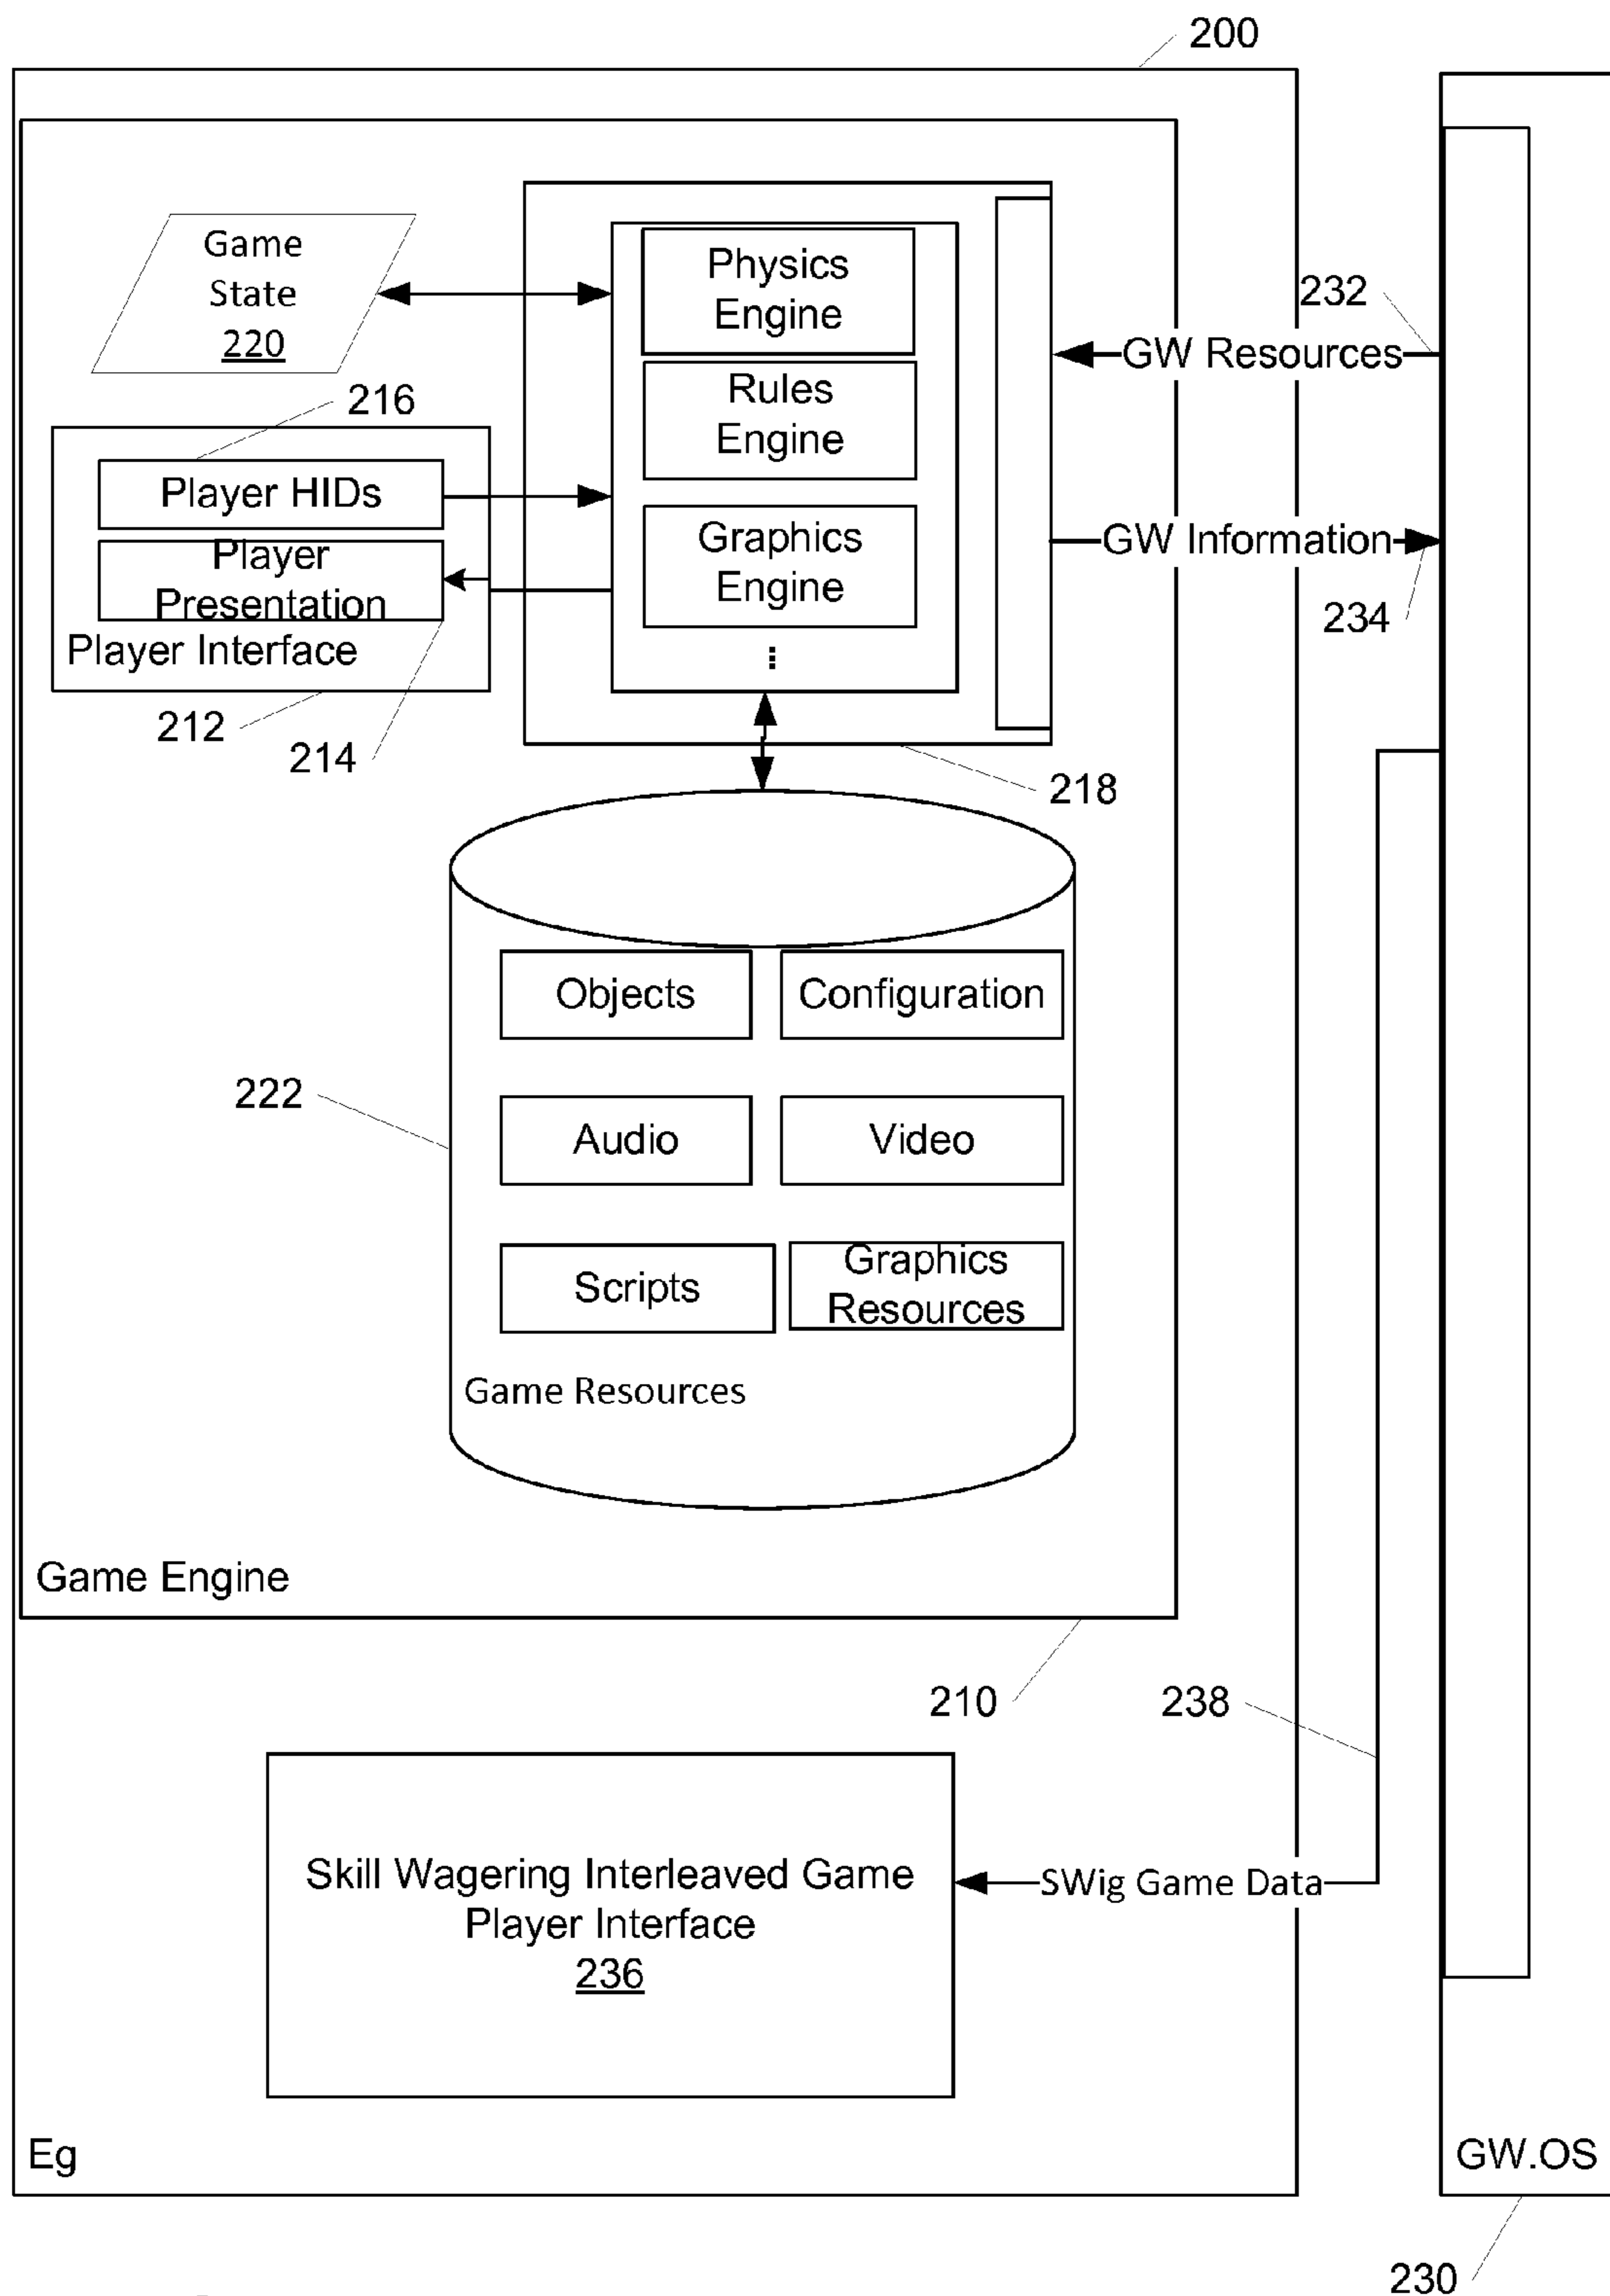 200
Game
State
220
Physics
Engine
232
GW Resources
Rules
Engine
216
Player HIDs
Graphics
Engine
GW Information
Player
Presentation
Player Interface
234
⋮
212
214
218
Objects
Configuration
222
Audio
Video
Scripts
Graphics
Resources
Game Resources
Game Engine
210
238
Skill Wagering Interleaved Game
Player Interface
236
SWig Game Data
Eg
GW.OS
230